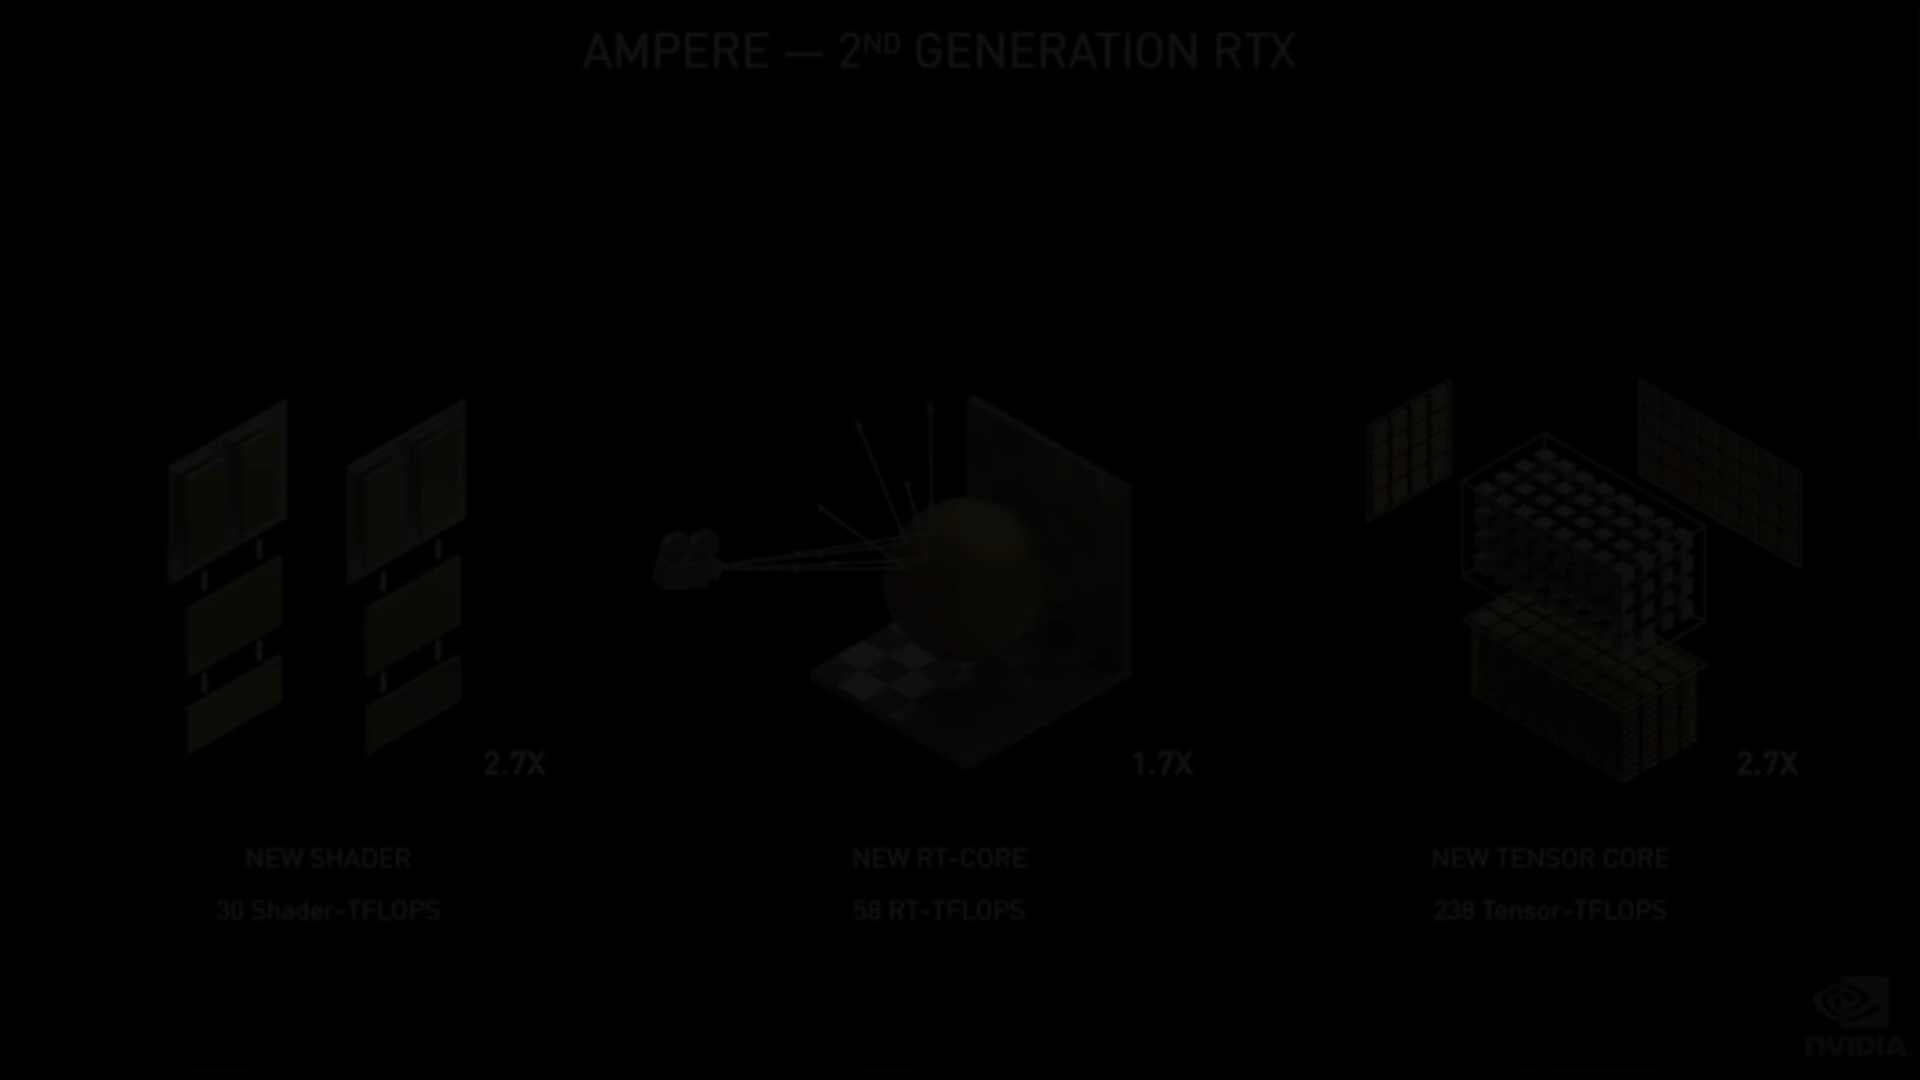 AMPERE — 2ND GENERATION RTX
2.7X
1.7X
2.7X
NEW SHADER
NEW RT-CORE
NEW TENSOR CORE
30 Shader-TFLOPS
58 RT-TFLOPS
238 Tensor-TFLOPS
NVIDIA.